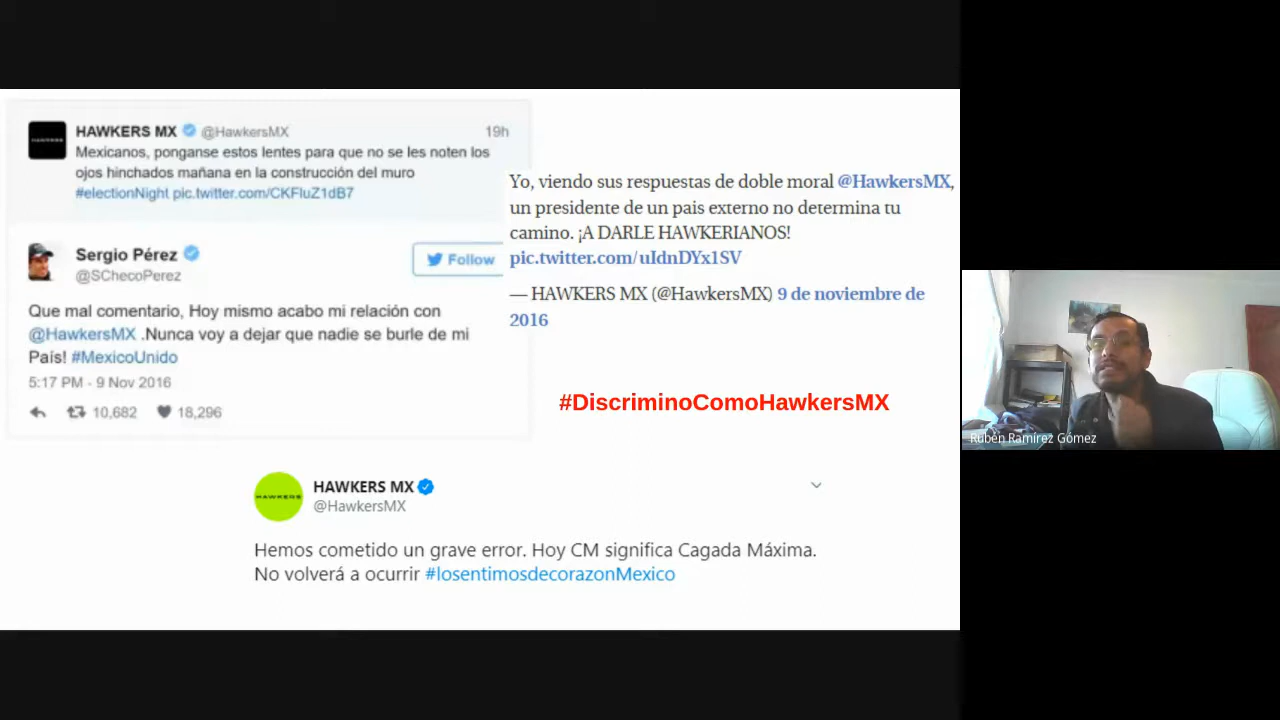 HAWKERS MX @HawkersMX 19h
Mexicanos, ponganse estos lentes para que no se les noten los
ojos hinchados mañana en la construcción del muro
#electionNight pic.twitter.com/CKFluZ1dB7
Sergio Pérez
@SChecoPerez
Follow
Que mal comentario, Hoy mismo acabo mi relación con
@HawkersMX .Nunca voy a dejar que nadie se burle de mi
País! #MexicoUnido
5:17 PM - 9 Nov 2016
10,682 18,296
Yo, viendo sus respuestas de doble moral @HawkersMX,
un presidente de un pais externo no determina tu
camino. ¡A DARLE HAWKERIANOS!
pic.twitter.com/uIdnDYx1SV
— HAWKERS MX (@HawkersMX) 9 de noviembre de
2016
#DiscriminoComoHawkersMX
HAWKERS
HAWKERS MX
@HawkersMX
Hemos cometido un grave error. Hoy CM significa Cagada Máxima.
No volverá a ocurrir #losentimosdecorazonMexico
Rubén Ramírez Gómez